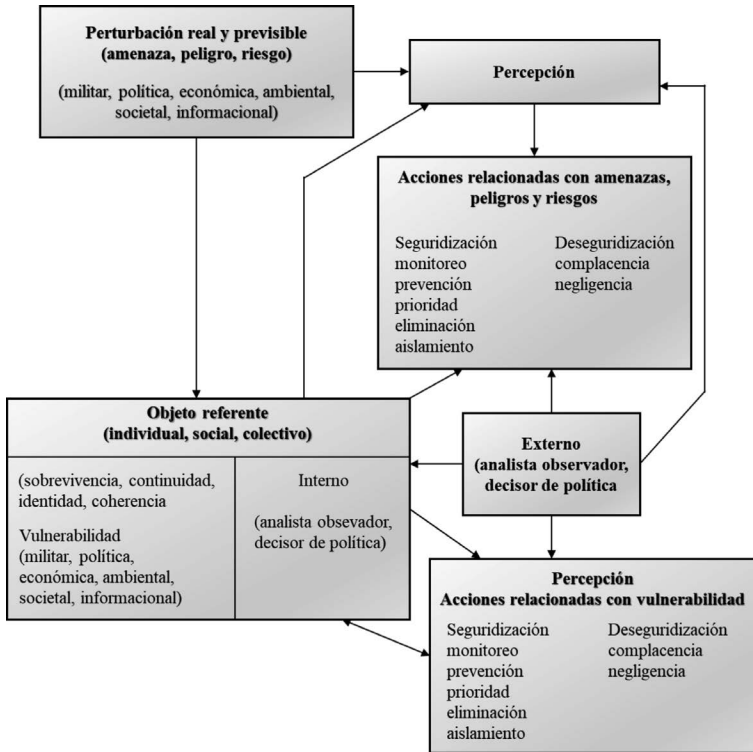 Perturbación real y previsible
(amenaza, peligro, riesgo)
(militar, política, económica, ambiental,
societal, informacional)
Percepción
Acciones relacionadas con amenazas,
peligros y riesgos
Seguridización
monitoreo
prevención
prioridad
eliminación
aislamiento
Deseguridización
complacencia
negligencia
Objeto referente
(individual, social, colectivo)
(sobrevivencia, continuidad,
identidad, coherencia
Vulnerabilidad
(militar, política,
económica, ambiental,
societal, informacional)
Interno
(analista obsevador,
decisor de política)
Externo
(analista observador,
decisor de política
Percepción
Acciones relacionadas con vulnerabilidad
Seguridización
monitoreo
prevención
prioridad
eliminación
aislamiento
Deseguridización
complacencia
negligencia